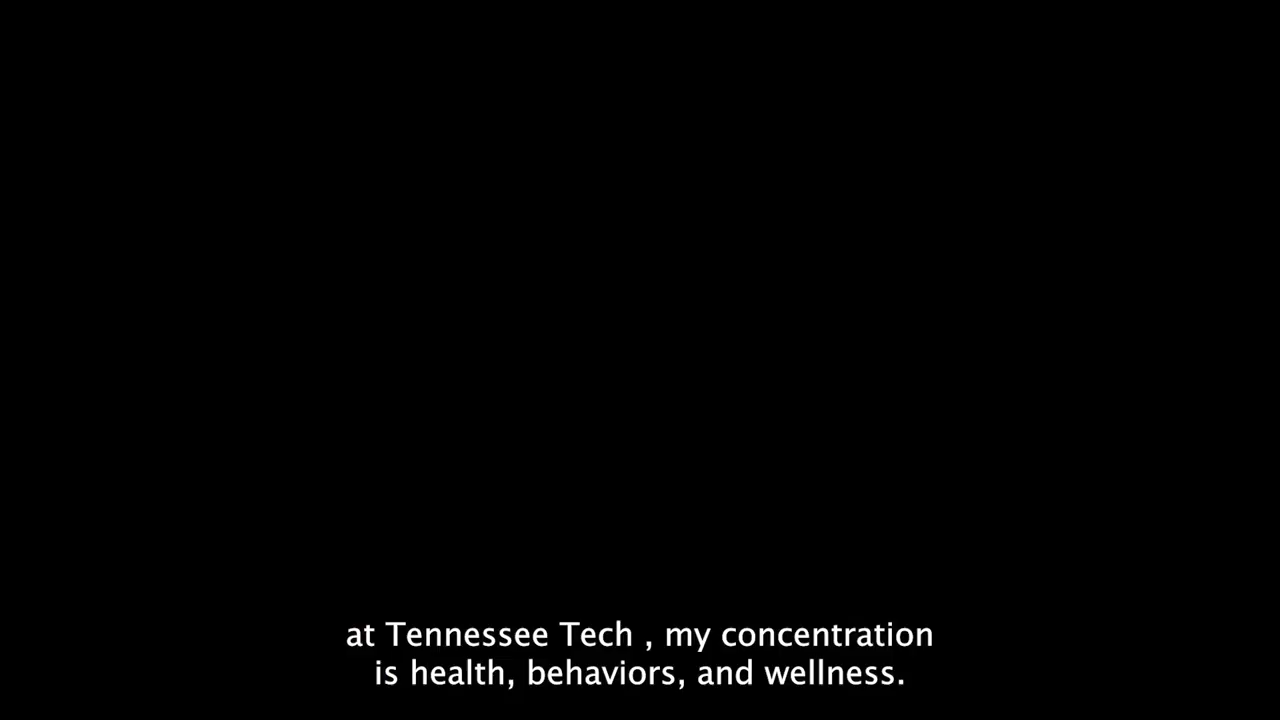 at Tennessee Tech , my concentration
is health, behaviors, and wellness.